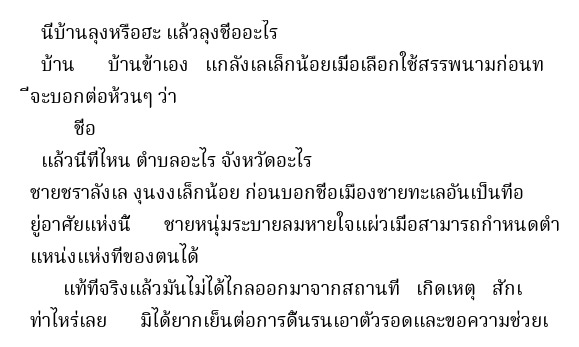 นี่บ้านลุงหรือฮะ แล้วลุงชื่ออะไร
บ้าน บ้านข้าเอง แกลังเลเล็กน้อยเมื่อเลือกใช้สรรพนามก่อนท
ี่จะบอกต่อห้วนๆ ว่า
ชื่อ
แล้วนี่ที่ไหน ตำบลอะไร จังหวัดอะไร
ชายชราลังเล งุนงงเล็กน้อย ก่อนบอกชื่อเมืองชายทะเลอันเป็นที่อ
ยู่อาศัยแห่งนี้ ชายหนุ่มระบายลมหายใจแผ่วเมื่อสามารถกำหนดตำ
แหน่งแห่งที่ของตนได้
แท้ที่จริงแล้วมันไม่ได้ไกลออกมาจากสถานที่ เกิดเหตุ สักเ
ท่าไหร่เลย มิได้ยากเย็นต่อการดิ้นรนเอาตัวรอดและขอความช่วยเ